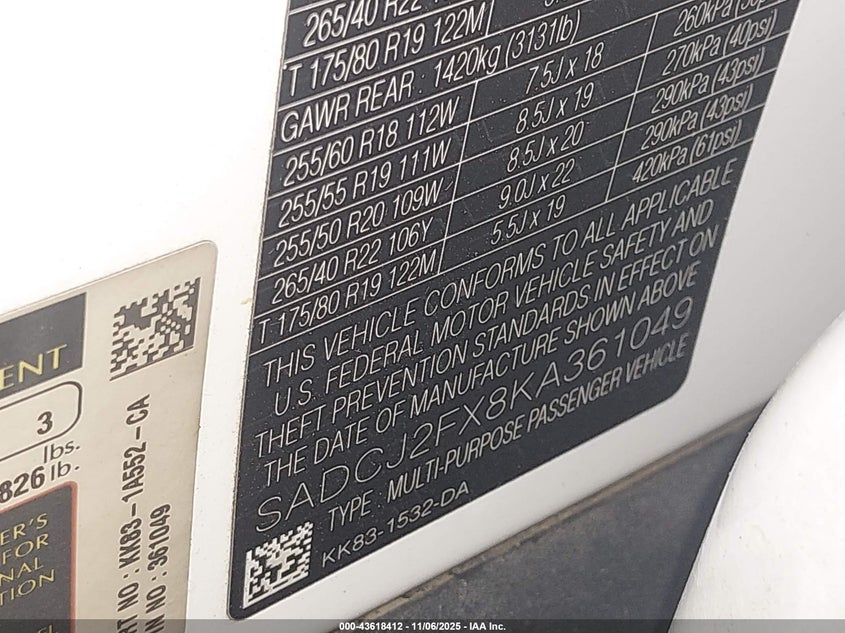 265/40 R22
T 175/80 R19 122M
GAWR REAR : 1420kg (3131lb)
255/60 R18 112W 7.5J x 18 260kPa
255/55 R19 111W 8.5J x 19 270kPa (40psi)
255/50 R20 109W 8.5J x 20 290kPa (43psi)
265/40 R22 106Y 9.0J x 22 290kPa (43psi)
T 175/80 R19 122M 5.5J x 19 420kPa (61psi)
THIS VEHICLE CONFORMS TO ALL APPLICABLE
U.S. FEDERAL MOTOR VEHICLE SAFETY AND
THEFT PREVENTION STANDARDS IN EFFECT ON
THE DATE OF MANUFACTURE SHOWN ABOVE
SADCJ2FX8KA361049
TYPE : MULTI-PURPOSE PASSENGER VEHICLE
KK83-1532-DA
ENT
3
lbs.
826 lb.
ER'S
FOR
NAL
TION
RT NO : KK83-1A552-CA
IN NO : 361049
000-43618412 - 11/06/2025 - IAA Inc.